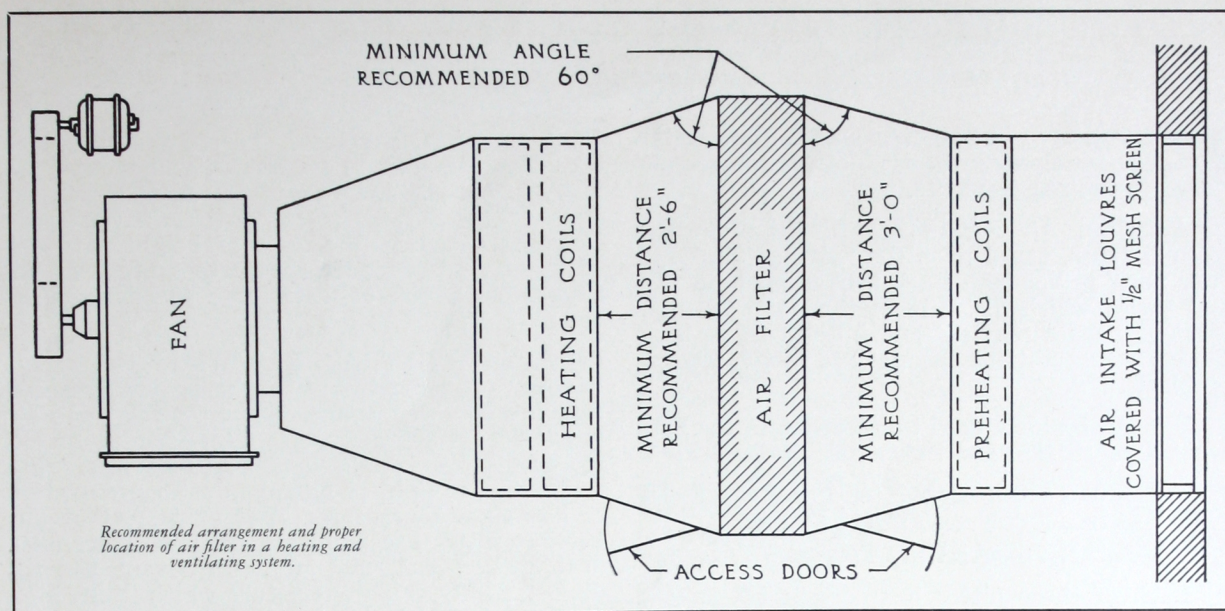 MINIMUM ANGLE
RECOMMENDED 60°
FAN
HEATING COILS
MINIMUM DISTANCE
RECOMMENDED 2'-6"
AIR FILTER
MINIMUM DISTANCE
RECOMMENDED 3'-0"
PREHEATING COILS
AIR INTAKE LOUVRES
COVERED WITH 1/2" MESH SCREEN
Recommended arrangement and proper
location of air filter in a heating and
ventilating system.
ACCESS DOORS